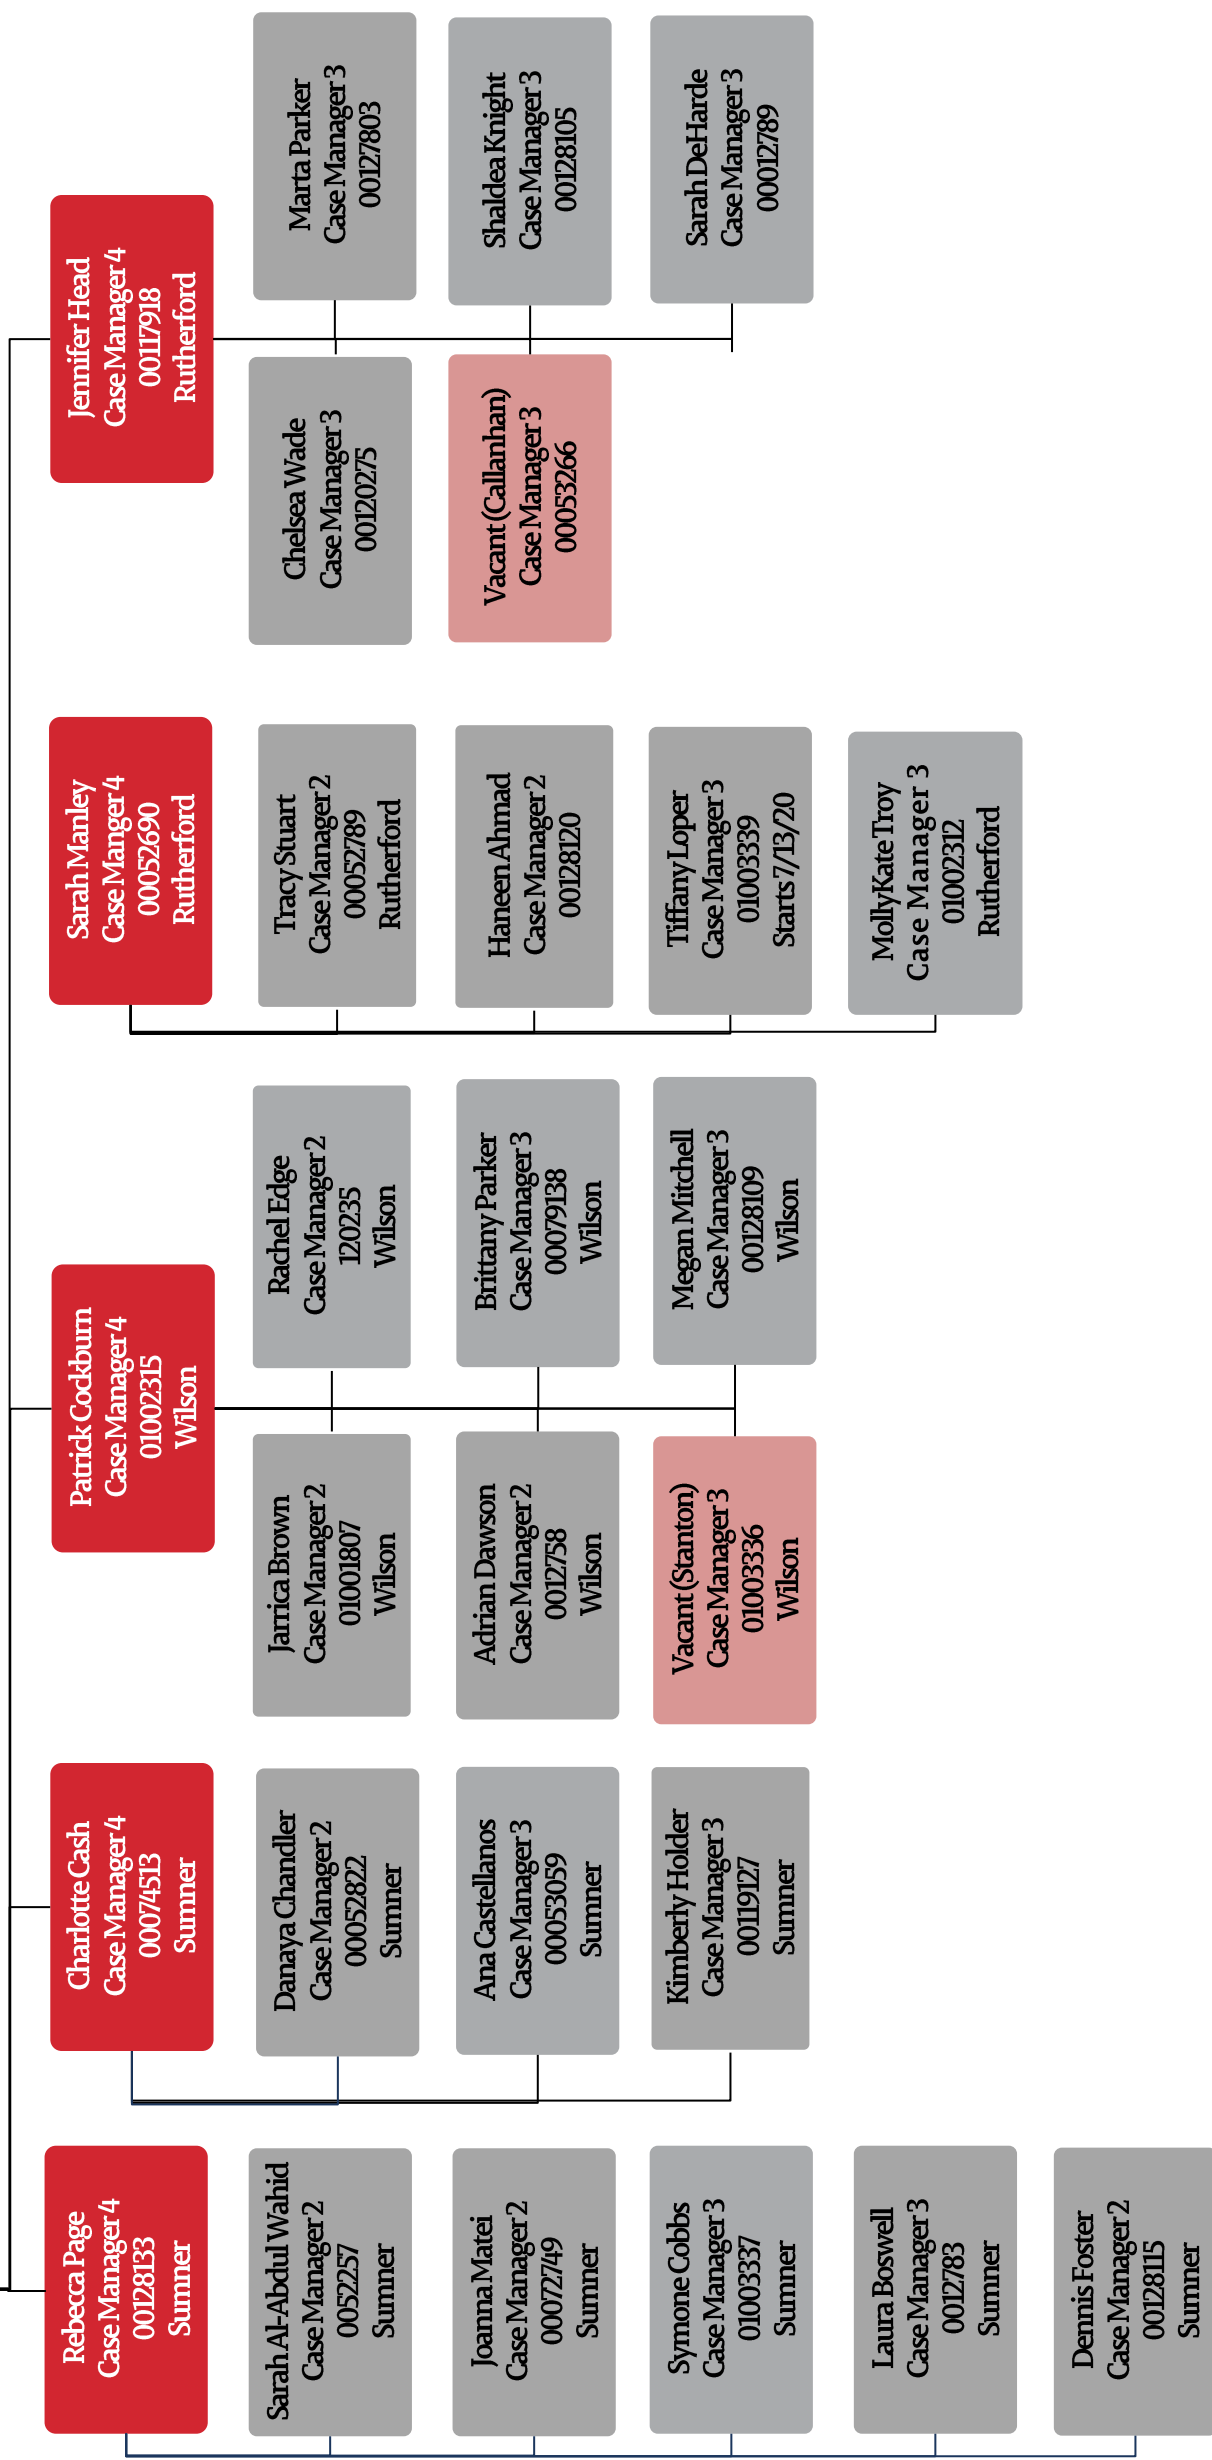 Rebecca Page
Case Manager 4
00128133
Sumner
Sarah Al-Abdul Wahid
Case Manager 2
0052257
Sumner
Joanna Matei
Case Manager 2
00072749
Sumner
Symone Cobbs
Case Manager 3
01003337
Sumner
Laura Boswell
Case Manager 3
0012783
Sumner
Dennis Foster
Case Manager 2
00128115
Sumner
Charlotte Cash
Case Manager 4
00074513
Sumner
Danaya Chandler
Case Manager 2
00052822
Sumner
Ana Castellanos
Case Manager 3
00053059
Sumner
Kimberly Holder
Case Manager 3
00119127
Sumner
Patrick Cockburn
Case Manager 4
01002315
Wilson
Jarrica Brown
Case Manager 2
01001807
Wilson
Rachel Edge
Case Manager 2
120235
Wilson
Adrian Dawson
Case Manager 2
0012758
Wilson
Brittany Parker
Case Manager 3
00079138
Wilson
Vacant (Stanton)
Case Manager 3
01003336
Wilson
Megan Mitchell
Case Manager 3
00128109
Wilson
Sarah Manley
Case Manger 4
00052690
Rutherford
Tracy Stuart
Case Manager 2
00052789
Rutherford
Haneen Ahmad
Case Manager 2
00128120
Tiffany Loper
Case Manager 3
01003339
Starts 7/13/20
MollyKate Troy
Case Manager 3
01002312
Rutherford
Jennifer Head
Case Manager 4
00117918
Rutherford
Chelsea Wade
Case Manager 3
00120275
Marta Parker
Case Manager 3
00127803
Vacant (Callanhan)
Case Manager 3
00053266
Shaldea Knight
Case Manager 3
00128105
Sarah DeHarde
Case Manager 3
00012789